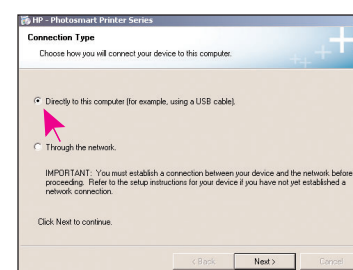 HP - Photosmart Printer Series
Connection Type
Choose how you will connect your device to this computer.
Directly to this computer (for example, using a USB cable).
Through the network.
IMPORTANT: You must establish a connection between your device and the network before
proceeding. Refer to the setup instructions for your device if you have not yet established a
network connection.
Click Next to continue.
< Back
Next >
Cancel